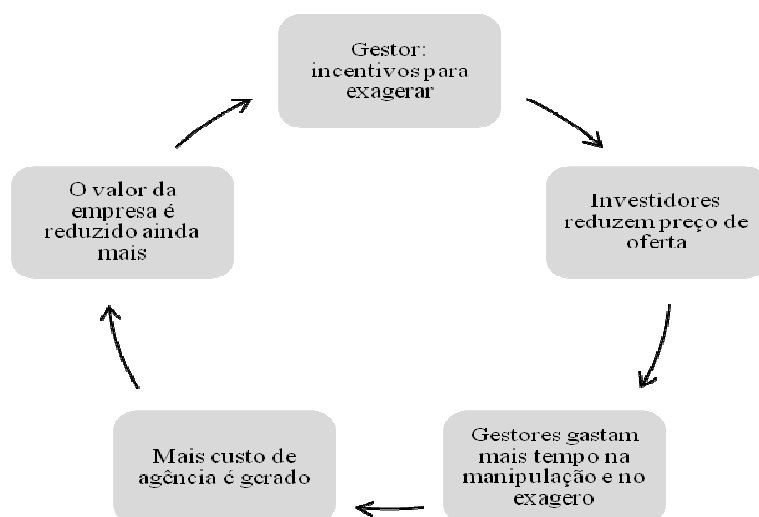 Gestor:
incentivos para
exagerar
Investidores
reduzem preço de
oferta
Gestores gastam
mais tempo na
manipulação e no
exagero
Mais custo de
agência é gerado
O valor da
empresa é
reduzido ainda
mais